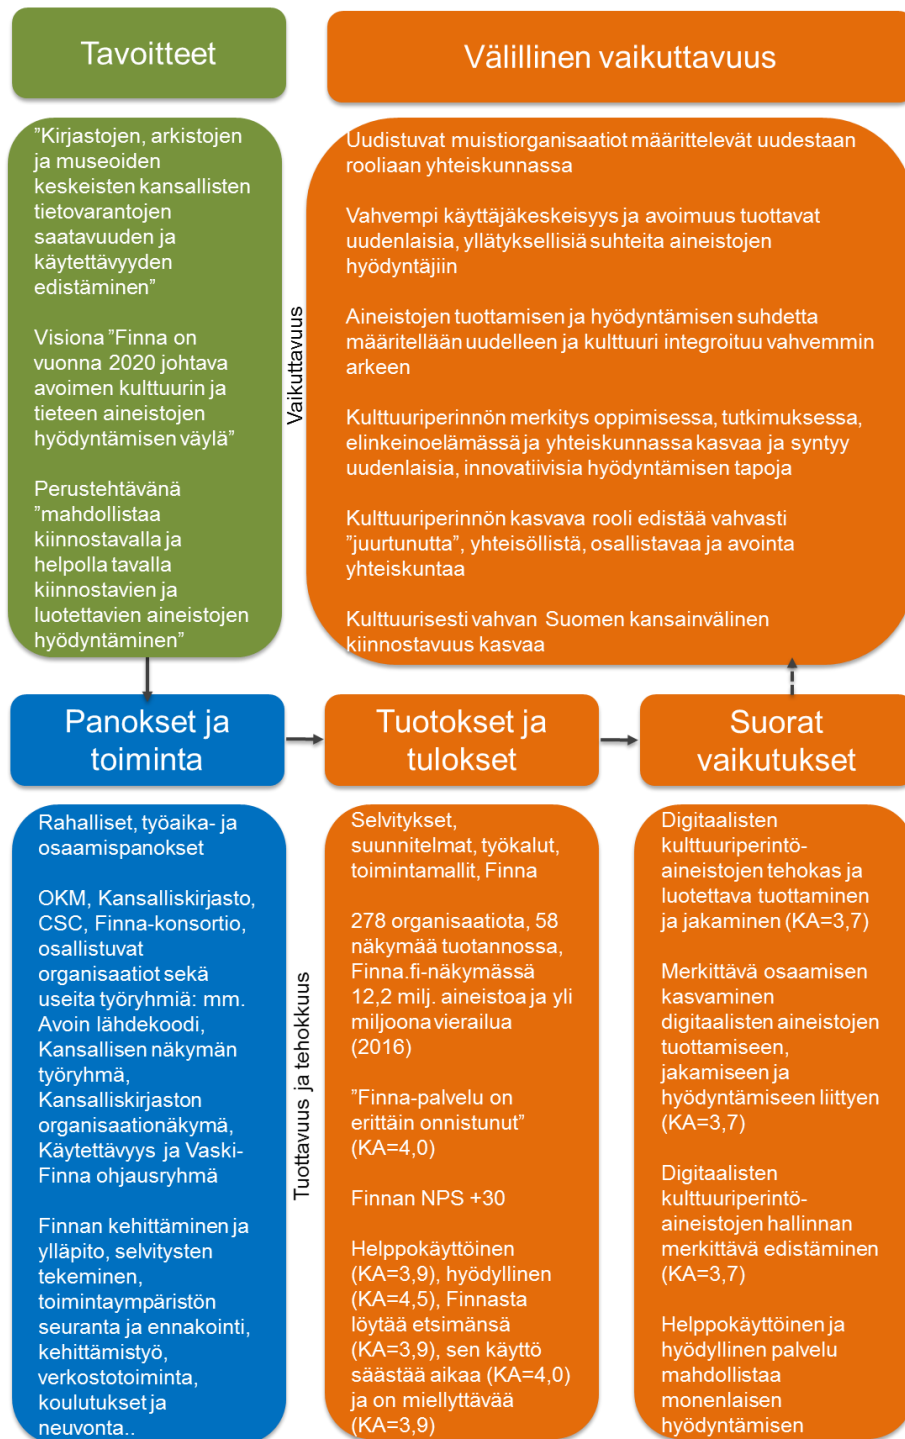 Tavoitteet
"Kirjastojen, arkistojen
ja museoiden
keskeisten kansallisten
tietovarantojen
saatavuuden ja
käytettävyyden
edistäminen"
Visiona "Finna on
vuonna 2020 johtava
avoimen kulttuurin ja
tieteen aineistojen
hyödyntämisen väylä"
Perustehtävänä
"mahdollistaa
kiinnostavalla ja
helpolla tavalla
kiinnostavien ja
luotettavien aineistojen
hyödyntäminen"
Vaikuttavuus
Välillinen vaikuttavuus
Uudistuvat muistiorganisaatiot määrittelevät uudestaan
rooliaan yhteiskunnassa
Vahvempi käyttäjäkeskeisyys ja avoimuus tuottavat
uudenlaisia, yllätyksellisiä suhteita aineistojen
hyödyntäjiin
Aineistojen tuottamisen ja hyödyntämisen suhdetta
määritellään uudelleen ja kulttuuri integroituu vahvemmin
arkeen
Kulttuuriperinnön merkitys oppimisessa, tutkimuksessa,
elinkeinoelämässä ja yhteiskunnassa kasvaa ja syntyy
uudenlaisia, innovatiivisia hyödyntämisen tapoja
Kulttuuriperinnön kasvava rooli edistää vahvasti
"juurtunutta", yhteisöllistä, osallistavaa ja avointa
yhteiskuntaa
Kulttuurisesti vahvan Suomen kansainvälinen
kiinnostavuus kasvaa
Panokset ja
toiminta
Rahalliset, työaika- ja
osaamispanokset
OKM, Kansalliskirjasto,
CSC, Finna-konsortio,
osallistuvat
organisaatiot sekä
useita työryhmiä: mm.
Avoin lähdekoodi,
Kansallisen näkymän
työryhmä,
Kansalliskirjaston
organisaationäkymä,
Käytettävyys ja Vaski-
Finna ohjausryhmä
Finnan kehittäminen ja
ylläpito, selvitysten
tekeminen,
toimintaympäristön
seuranta ja ennakointi,
kehittämistyö,
verkostotoiminta,
koulutukset ja
neuvonta..
Tuottavuus ja tehokkuus
Tuotokset ja
tulokset
Selvitykset,
suunnitelmat, työkalut,
toimintamallit, Finna
278 organisaatiota, 58
näkymää tuotannossa,
Finna.fi-näkymässä
12,2 milj. aineistoa ja yli
miljoona vierailua
(2016)
"Finna-palvelu on
erittäin onnistunut"
(KA=4,0)
Finnan NPS +30
Helppokäyttöinen
(KA=3,9), hyödyllinen
(KA=4,5), Finnasta
löytää etsimänsä
(KA=3,9), sen käyttö
säästää aikaa (KA=4,0)
ja on miellyttävää
(KA=3,9)
Suorat
vaikutukset
Digitaalisten
kulttuuriperintö-
aineistojen tehokas ja
luotettava tuottaminen
ja jakaminen (KA=3,7)
Merkittävä osaamisen
kasvaminen
digitaalisten aineistojen
tuottamiseen,
jakamiseen ja
hyödyntämiseen liittyen
(KA=3,7)
Digitaalisten
kulttuuriperintö-
aineistojen hallinnan
merkittävä edistäminen
(KA=3,7)
Helppokäyttöinen ja
hyödyllinen palvelu
mahdollistaa
monenlaisen
hyödyntämisen